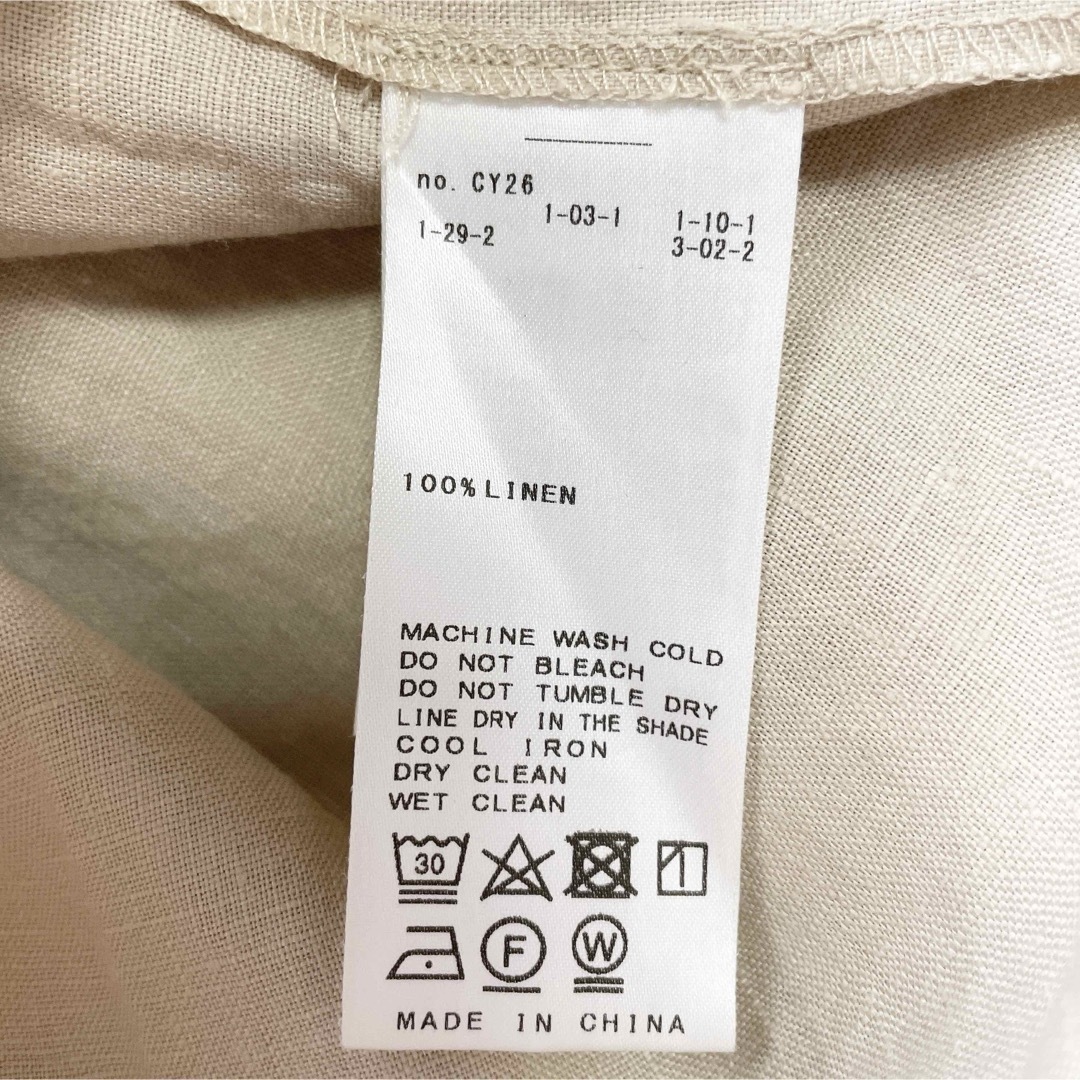 no. CY26
1-03-1 1-10-1
1-29-2 3-02-2
100%LINEN
MACHINE WASH COLD
DO NOT BLEACH
DO NOT TUMBLE DRY
LINE DRY IN THE SHADE
COOL IRON
DRY CLEAN
WET CLEAN
30
F W
MADE IN CHINA